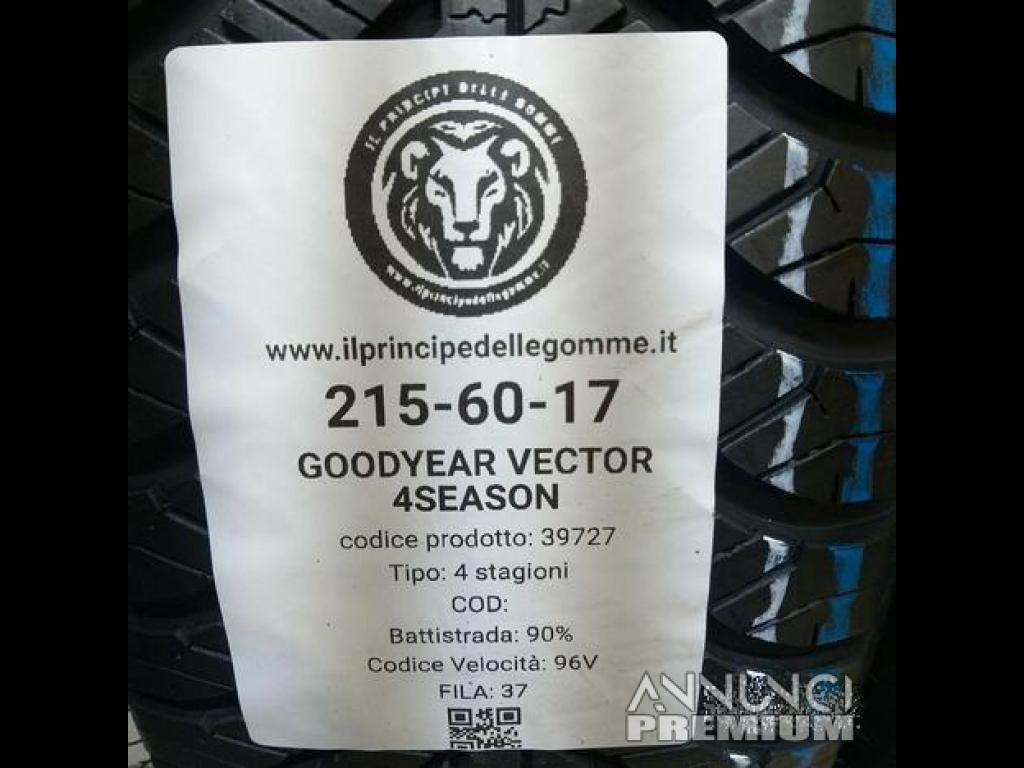 IL PRINCIPE DELLE GOMME
www.ilprincipedellegomme.it
www.ilprincipedellegomme.it
215-60-17
GOODYEAR VECTOR
4SEASON
codice prodotto: 39727
Tipo: 4 stagioni
COD:
Battistrada: 90%
Codice Velocità: 96V
FILA: 37
ANNUNCI
PREMIUM